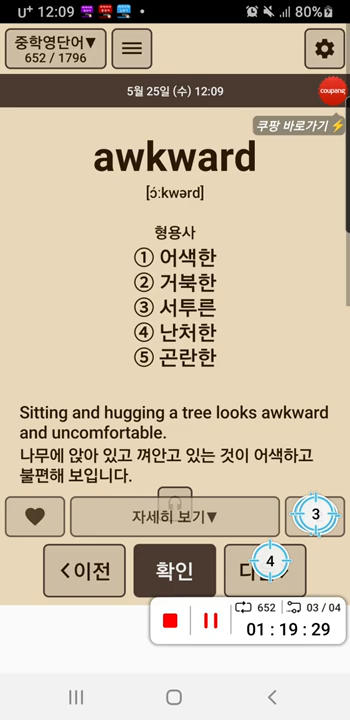 U⁺ 12:09 80%
중학영단어▼
652 / 1796
5월 25일 (수) 12:09
coupang
쿠팡 바로가기⚡
awkward
[ɔ́ːkwərd]
형용사
① 어색한
② 거북한
③ 서투른
④ 난처한
⑤ 곤란한
Sitting and hugging a tree looks awkward
and uncomfortable.
나무에 앉아 있고 껴안고 있는 것이 어색하고
불편해 보입니다.
자세히 보기▼
3
<이전
확인
4
652 03 / 04
01 : 19 : 29